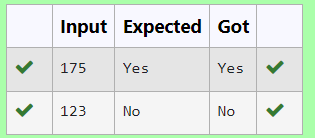 Input Expected Got
175 Yes Yes
123 No No